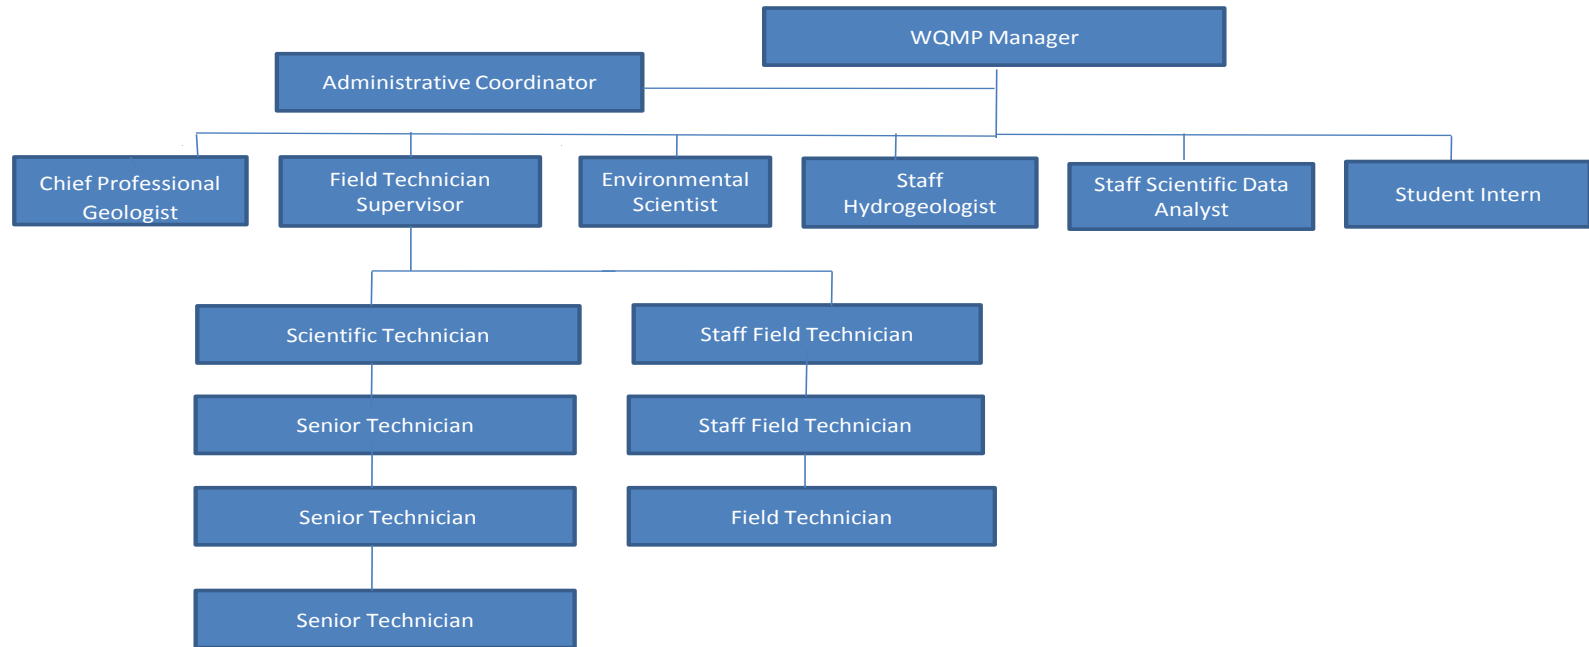 WQMP Manager
Administrative Coordinator
Chief Professional
Geologist
Field Technician
Supervisor
Environmental
Scientist
Staff
Hydrogeologist
Staff Scientific Data
Analyst
Student Intern
Scientific Technician
Staff Field Technician
Senior Technician
Staff Field Technician
Senior Technician
Field Technician
Senior Technician